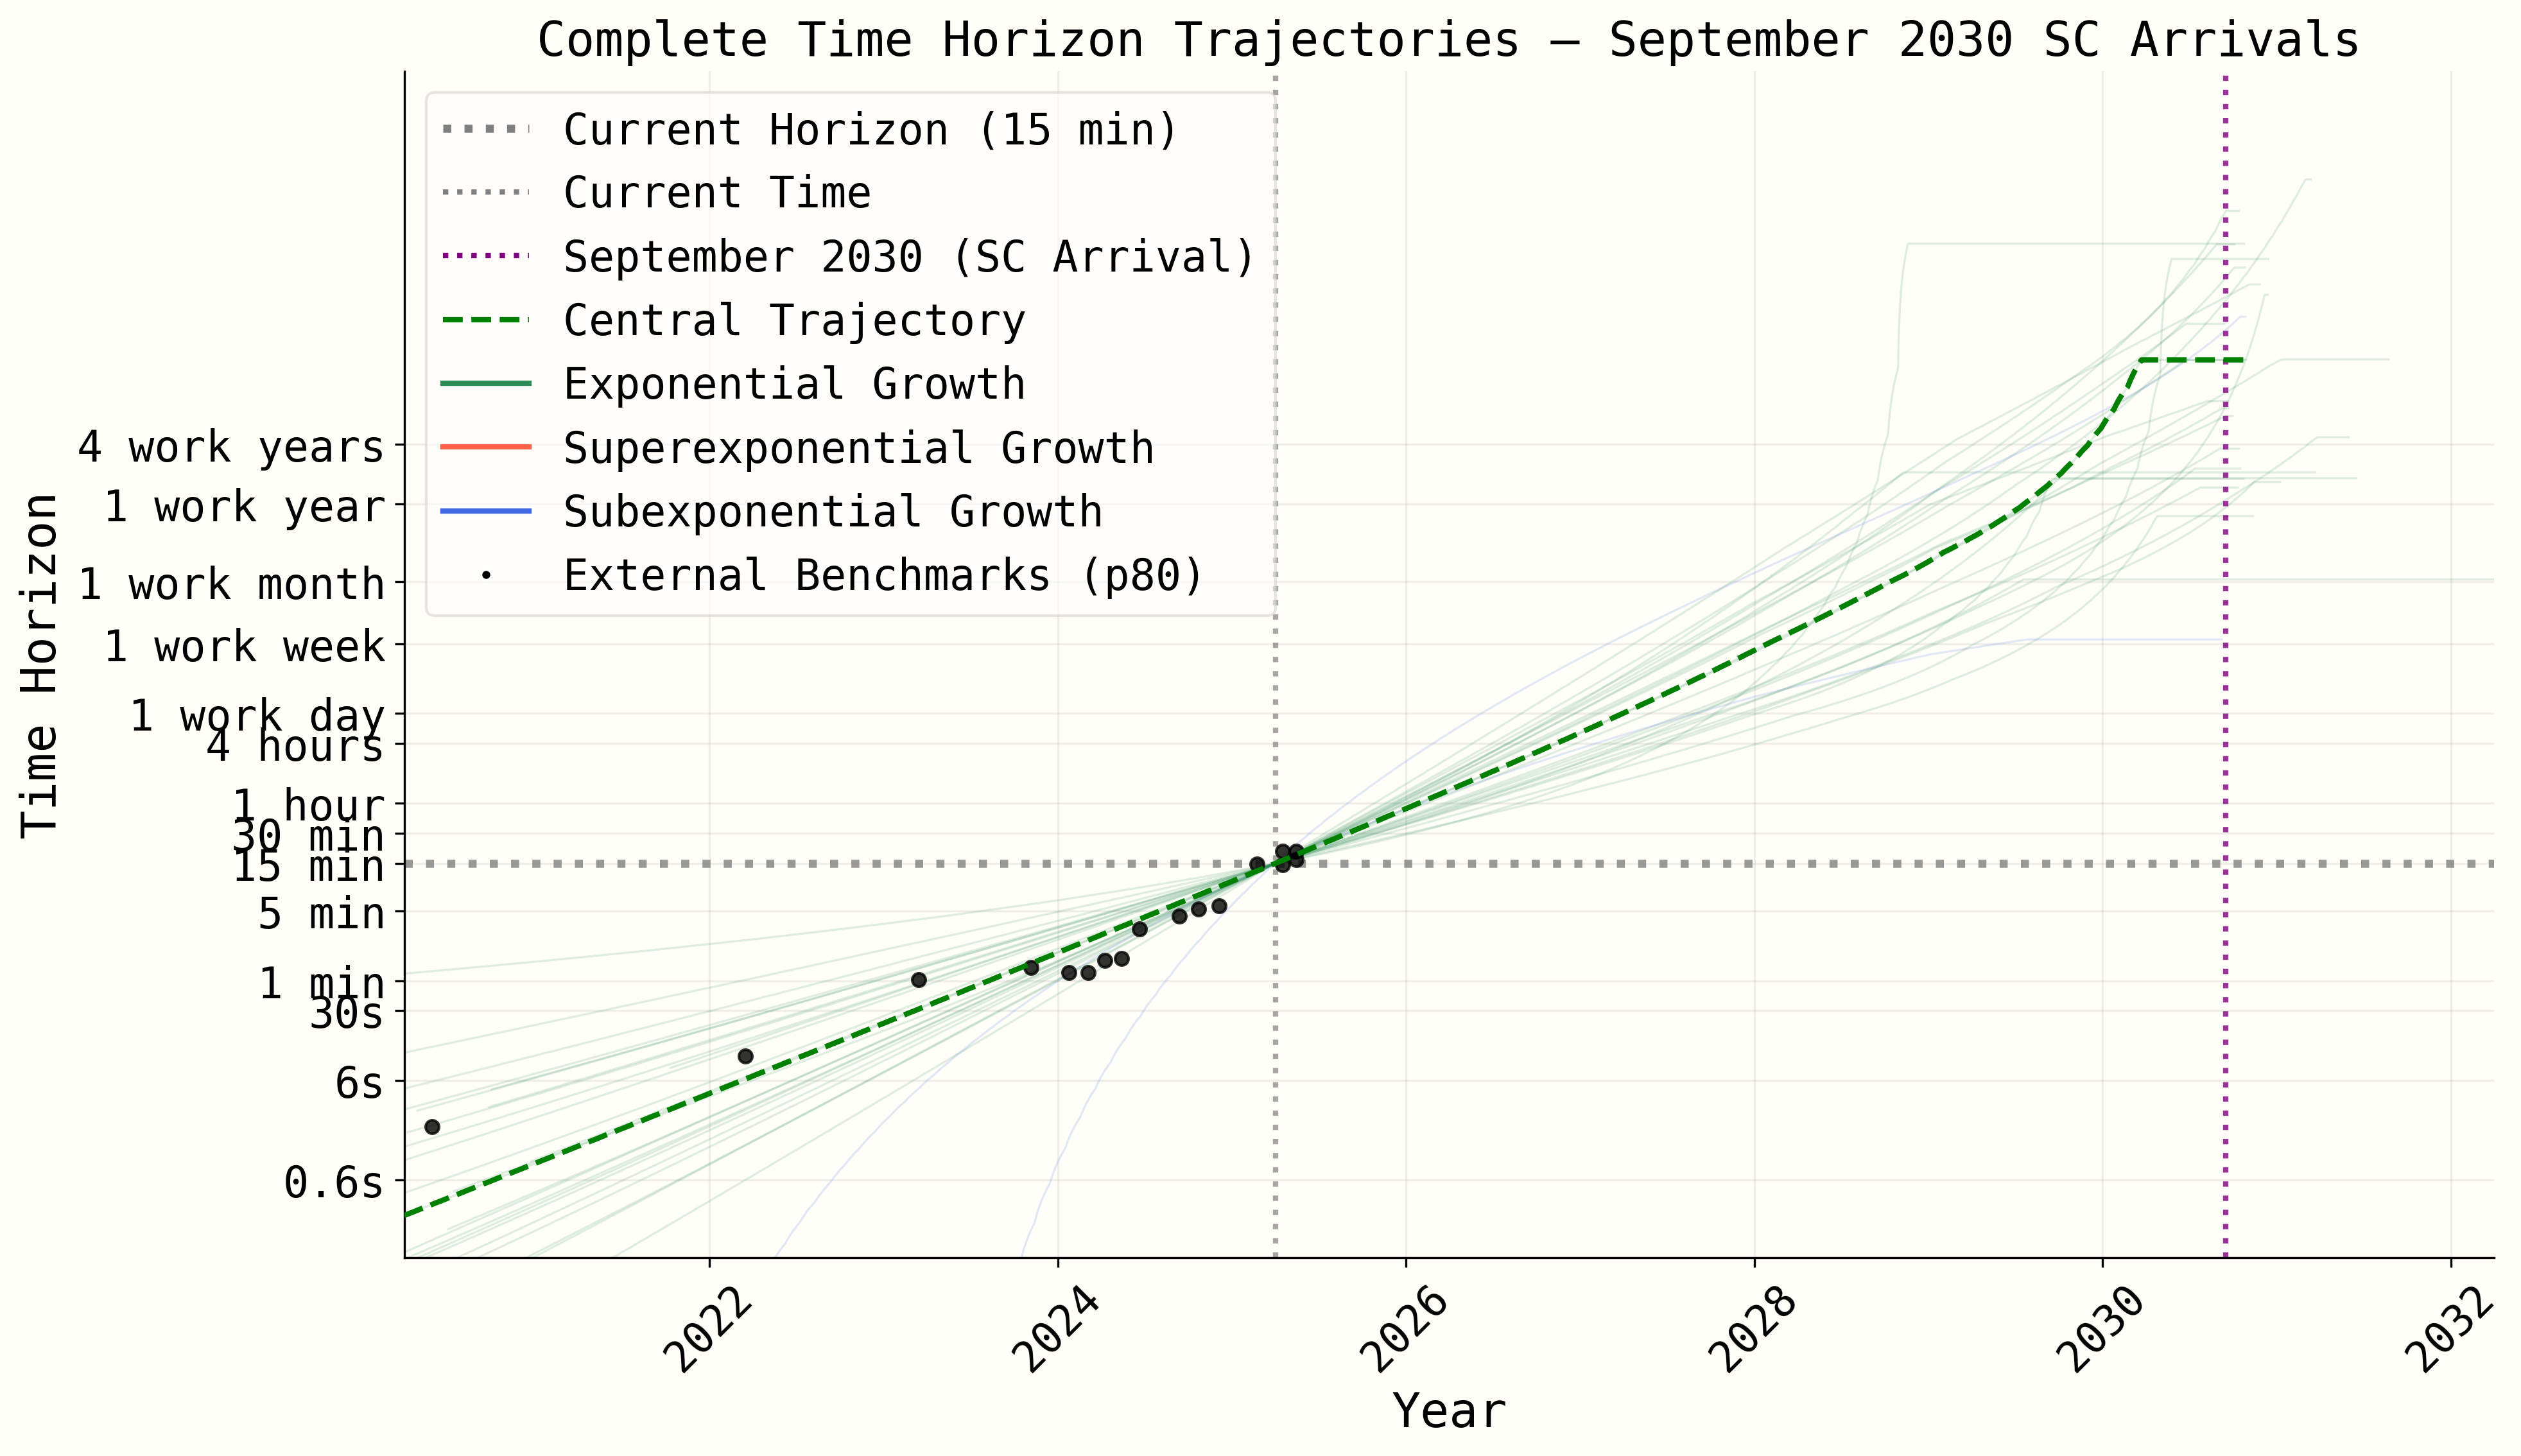 Complete Time Horizon Trajectories — September 2030 SC Arrivals
Current Horizon (15 min)
Current Time
September 2030 (SC Arrival)
Central Trajectory
Exponential Growth
Superexponential Growth
Subexponential Growth
External Benchmarks (p80)
Time Horizon
4 work years
1 work year
1 work month
1 work week
1 work day
4 hours
1 hour
30 min
15 min
5 min
1 min
30s
6s
0.6s
2022
2024
2026
2028
2030
2032
Year